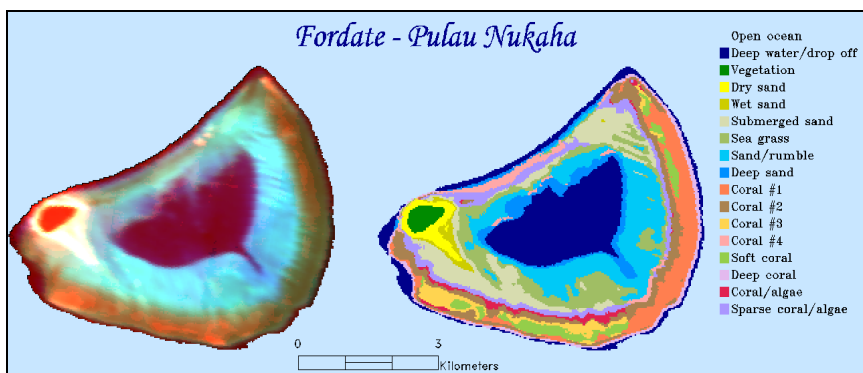 Fordate - Pulau Nukaha
Open ocean
Deep water/drop off
Vegetation
Dry sand
Wet sand
Submerged sand
Sea grass
Sand/rumble
Deep sand
Coral #1
Coral #2
Coral #3
Coral #4
Soft coral
Deep coral
Coral/algae
Sparse coral/algae
0 3
Kilometers